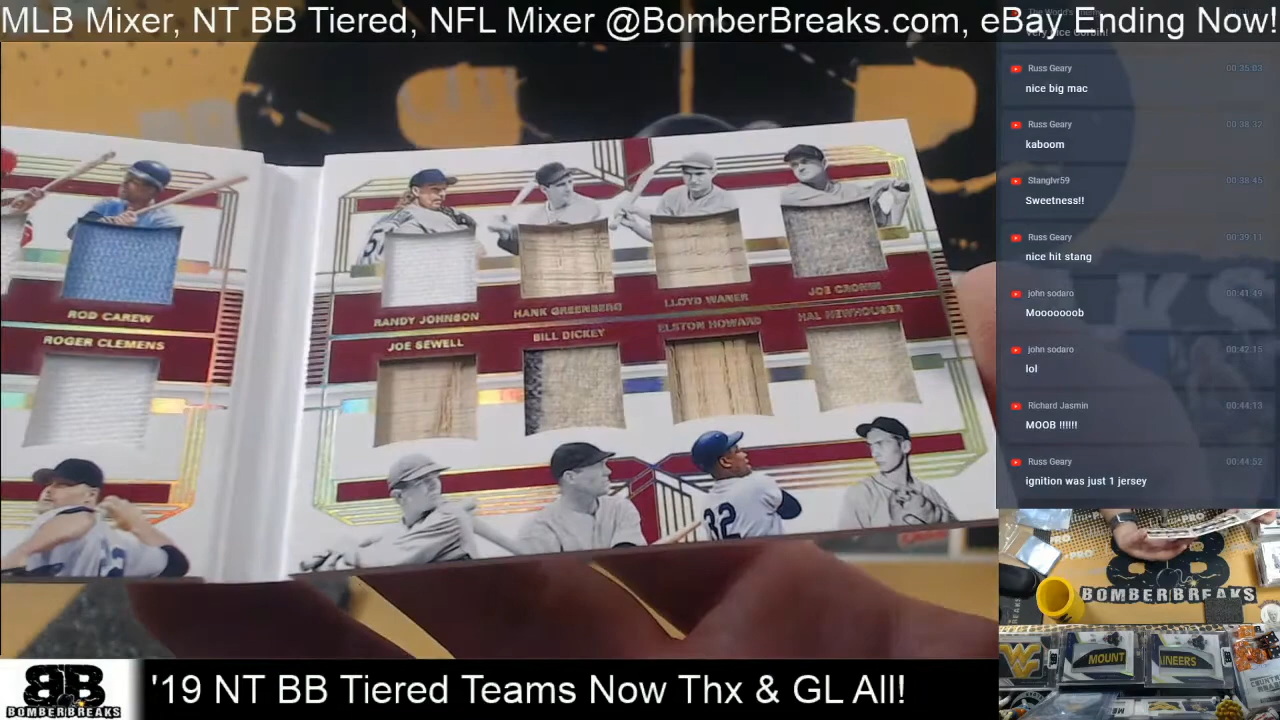 MLB Mixer, NT BB Tiered, NFL Mixer @BomberBreaks.com, eBay Ending Now!
Russ Geary 00:35:03
nice big mac
Russ Geary 00:38:32
kaboom
Stanglvr59 00:38:45
Sweetness!!
Russ Geary 00:39:11
nice hit stang
john sodaro 00:41:49
Mooooooob
john sodaro 00:42:15
lol
Richard Jasmin 00:44:13
MOOB !!!!!!
Russ Geary 00:44:52
ignition was just 1 jersey
ROD CAREW
ROGER CLEMENS
RANDY JOHNSON
HANK GREENBERG
LLOYD WANER
JOE CRONIN
JOE SEWELL
BILL DICKEY
ELSTON HOWARD
HAL NEWHOUSER
32
BOMBERBREAKS
MOUNT
INEERS
BOMBERBREAKS
'19 NT BB Tiered Teams Now Thx & GL All!